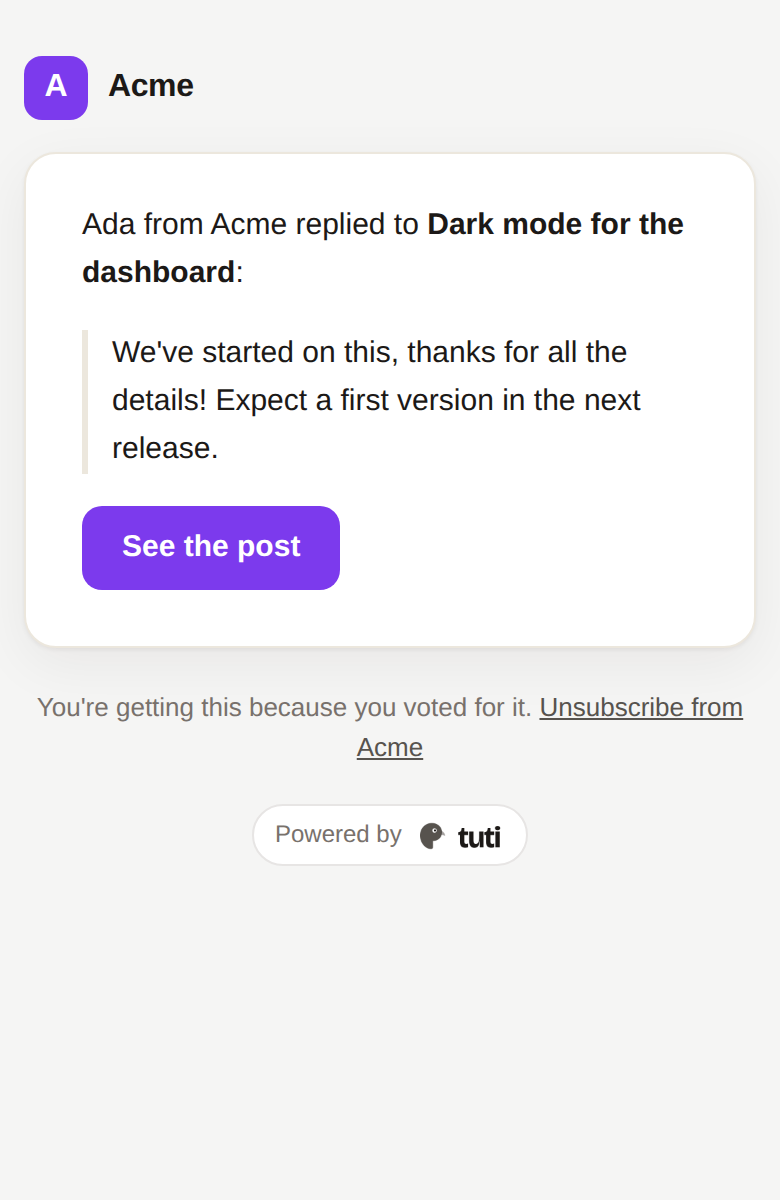 A
Acme
Ada from Acme replied to Dark mode for the
dashboard:
We've started on this, thanks for all the
details! Expect a first version in the next
release.
See the post
You're getting this because you voted for it. Unsubscribe from
Acme
Powered by tuti